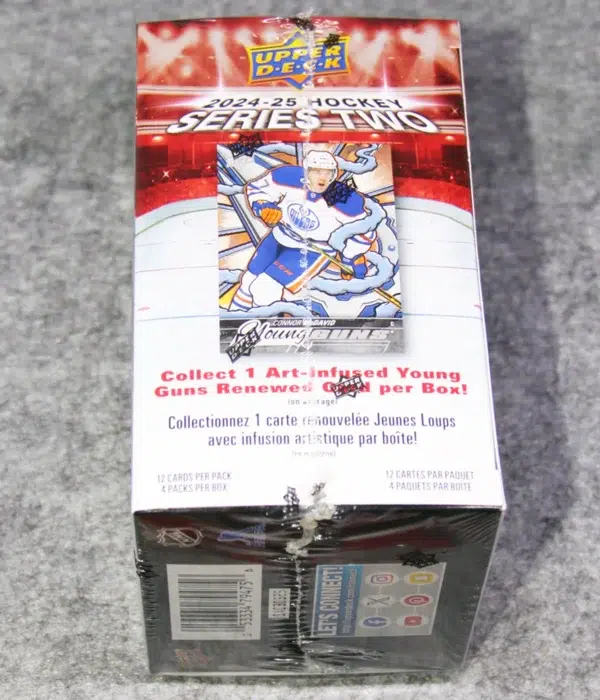 UPPER
D·E·C·K
2024-25 HOCKEY
SERIES TWO
CONNOR McDAVID
C
Young GUNS
Collect 1 Art-Infused Young
Guns Renewed Card per Box!
(on average)
Collectionnez 1 carte renouvelée Jeunes Loups
avec infusion artistique par boîte!
(en moyenne)
12 CARDS PER PACK
4 PACKS PER BOX
12 CARTES PAR PAQUET
4 PAQUETS PAR BOÎTE
NHL
LET'S CONNECT!